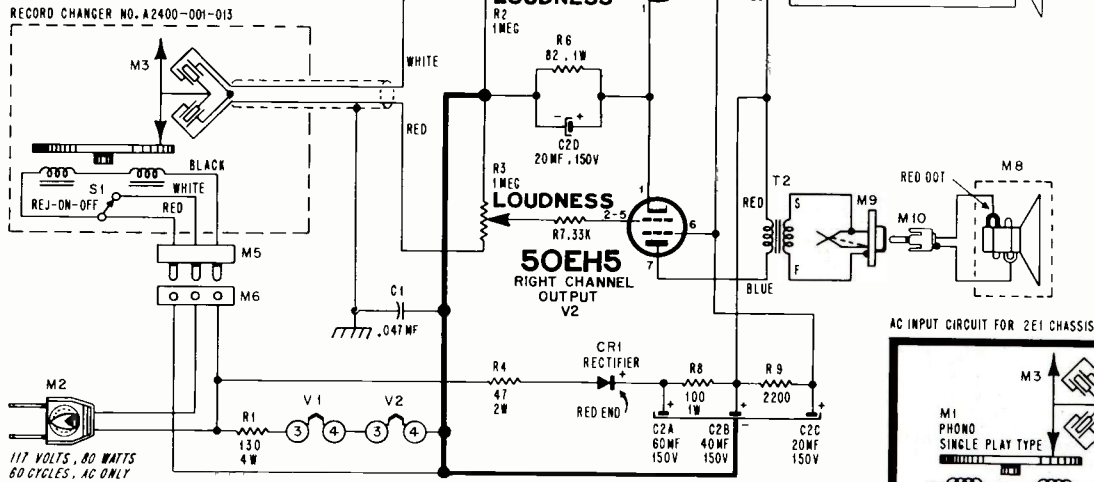 RECORD CHANGER NO. A2400-001-013
LOUDNESS
R2
1MEG
1
M3
WHITE
R6
82, 1W
RED
- +
C2D
20MF, 150V
BLACK
S1
WHITE
REJ-ON-OFF
RED
R3
1MEG
LOUDNESS
R7, 33K
1
2-5
6
7
50EH5
RIGHT CHANNEL
OUTPUT
V2
T2
RED
BLUE
S
F
M9
M10
RED DOT
M8
M5
M6
C1
.047MF
AC INPUT CIRCUIT FOR 2E1 CHASSIS
M2
R1
130
4W
V1
3 4
V2
3 4
R4
47
2W
CR1
RECTIFIER
+
RED END
R8
100
1W
R9
2200
+ + +
-
C2A
60MF
150V
C2B
40MF
150V
C2C
20MF
150V
117 VOLTS, 80 WATTS
60 CYCLES, AC ONLY
M3
M1
PHONO
SINGLE PLAY TYPE